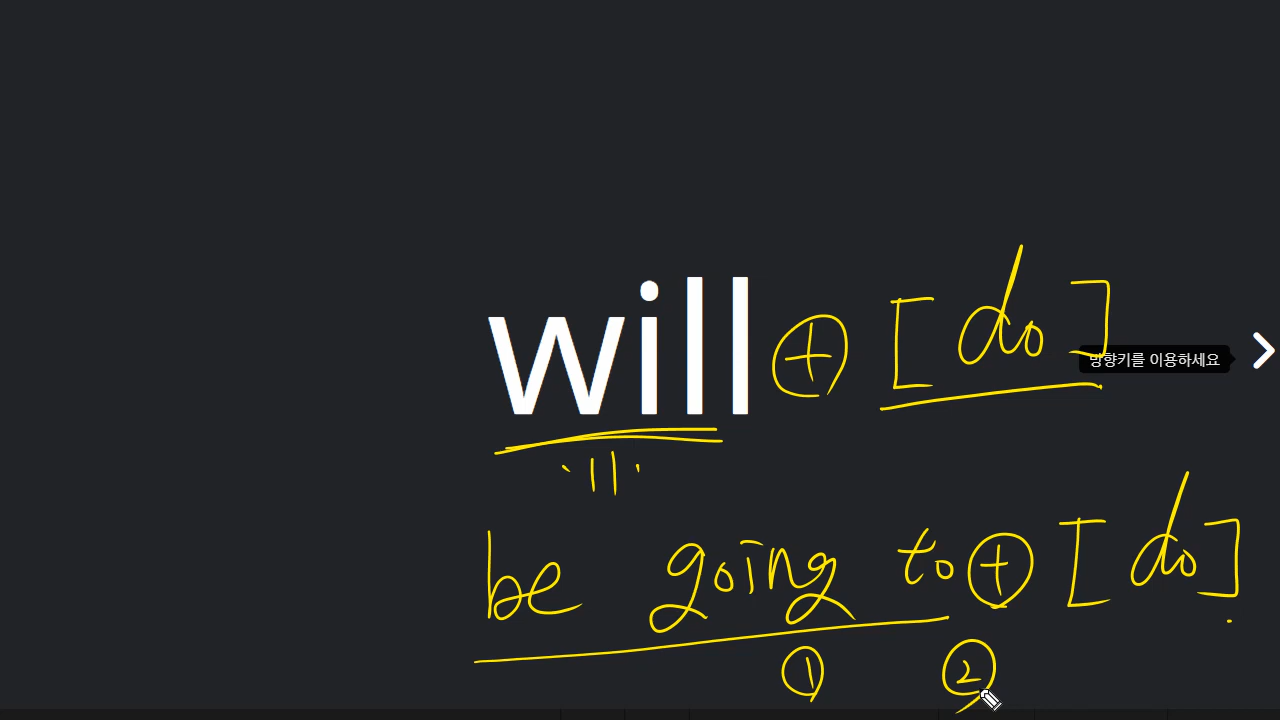 will ⊕ [do]
방향키를 이용하세요
'll'
be going to ⊕ [do]
① ②